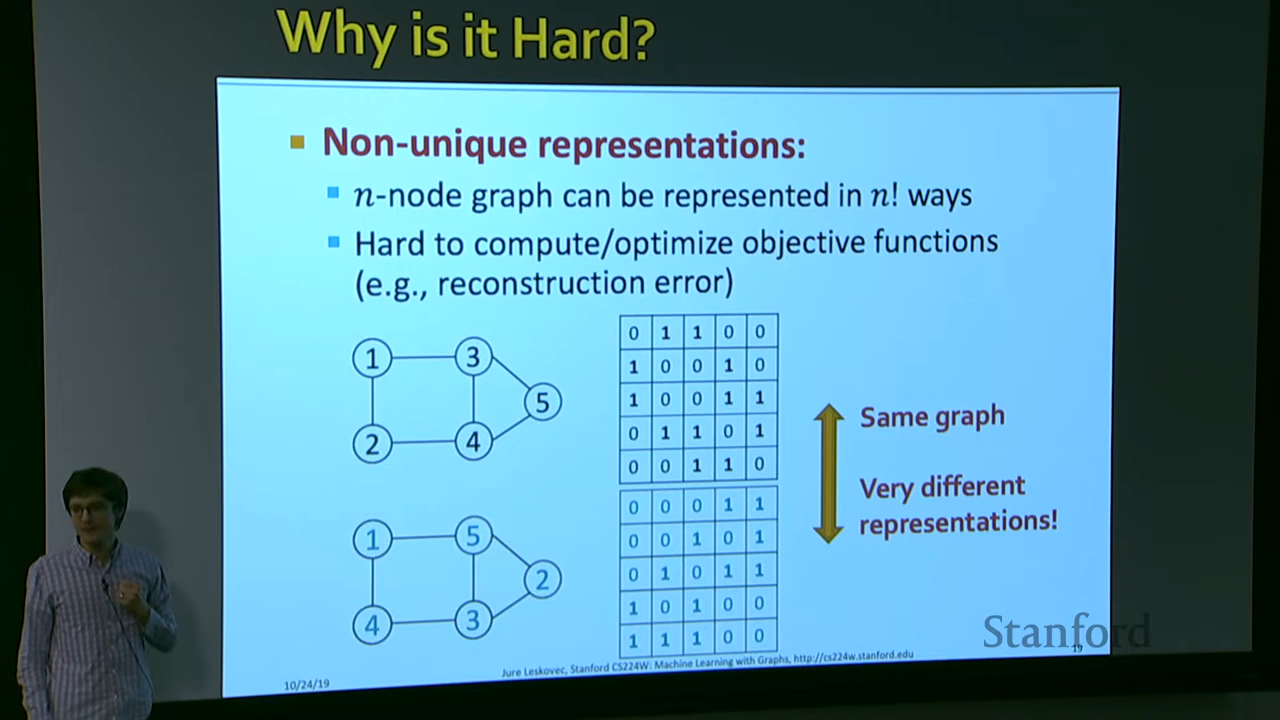 Why is it Hard?
Non-unique representations:
n-node graph can be represented in n! ways
Hard to compute/optimize objective functions
(e.g., reconstruction error)
1 3
5
2 4
0 1 1 0 0
1 0 0 1 0
1 0 0 1 1
0 1 1 0 1
0 0 1 1 0
Same graph
Very different
representations!
1 5
2
4 3
0 0 0 1 1
0 0 1 0 1
0 1 0 1 1
1 0 1 0 0
1 1 1 0 0
Stanford
19
Jure Leskovec, Stanford CS224W: Machine Learning with Graphs, http://cs224w.stanford.edu
10/24/19